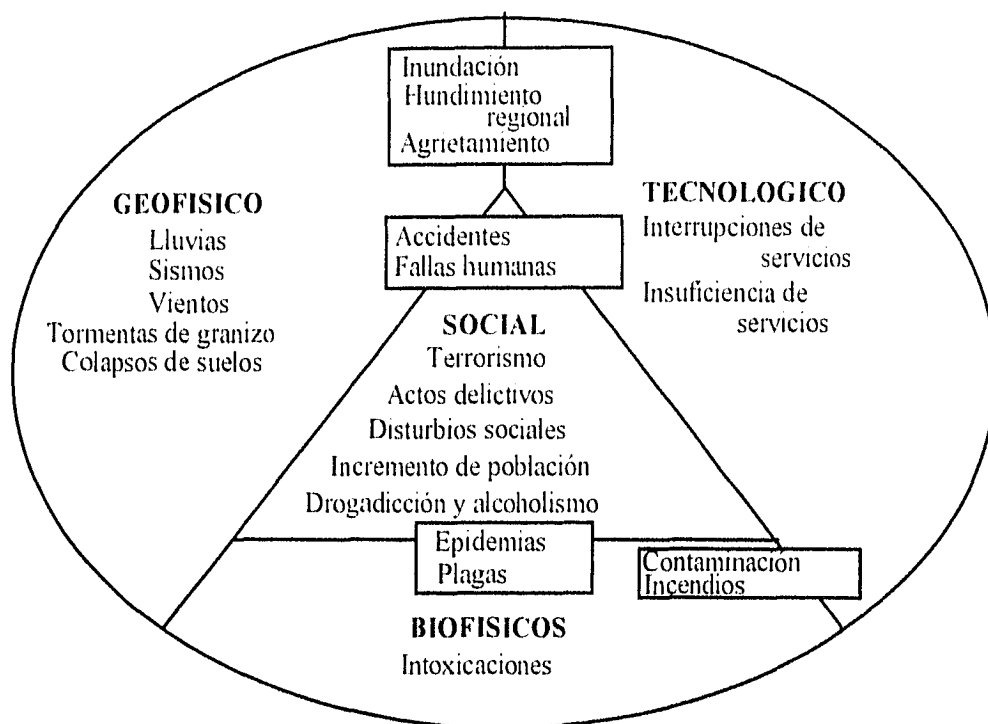 Inundación
Hundimiento
regional
Agrietamiento
GEOFISICO
Lluvias
Sismos
Vientos
Tormentas de granizo
Colapsos de suelos
TECNOLOGICO
Interrupciones de
servicios
Insuficiencia de
servicios
Accidentes
Fallas humanas
SOCIAL
Terrorismo
Actos delictivos
Disturbios sociales
Incremento de población
Drogadicción y alcoholismo
Epidemias
Plagas
Contaminación
Incendios
BIOFISICOS
Intoxicaciones